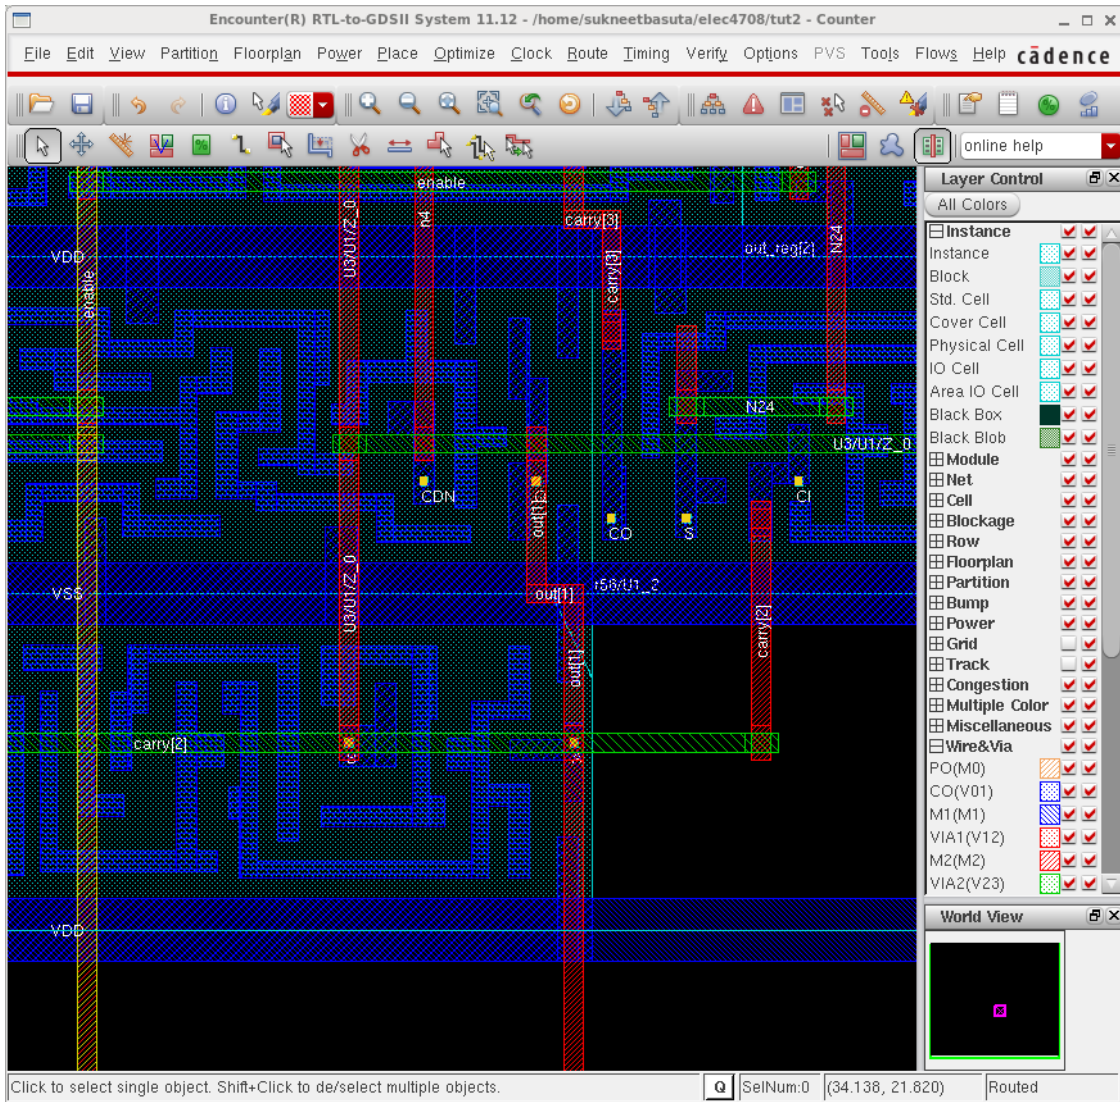 Encounter(R) RTL-to-GDSII System 11.12 - /home/sukneetbasuta/elec4708/tut2 - Counter
File Edit View Partition Floorplan Power Place Optimize Clock Route Timing Verify Options PVS Tools Flows Help cādence
online help
enable
carry[3]
n4
U3/U1/Z_0
N24
out_reg[2]
VDD
enable
carry[3]
N24
U3/U1/Z_0
CDN
CI
out[1]
CO
S
U3/U1/Z_0
VSS
out[1]
r58/U1_2
carry[2]
out[1]
carry[2]
VDD
Layer Control
All Colors
Instance
Instance
Block
Std. Cell
Cover Cell
Physical Cell
IO Cell
Area IO Cell
Black Box
Black Blob
Module
Net
Cell
Blockage
Row
Floorplan
Partition
Bump
Power
Grid
Track
Congestion
Multiple Color
Miscellaneous
Wire&Via
PO(M0)
CO(V01)
M1(M1)
VIA1(V12)
M2(M2)
VIA2(V23)
World View
Click to select single object. Shift+Click to de/select multiple objects.
Q
SelNum:0
(34.138, 21.820)
Routed